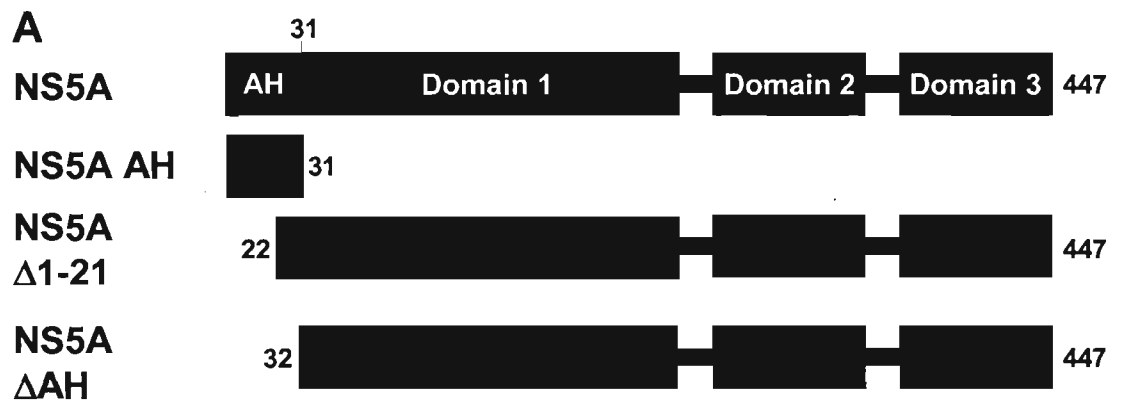 A
31
NS5A AH Domain 1 Domain 2 Domain 3 447
NS5A AH 31
NS5A
Δ1-21
22 447
NS5A
ΔAH
32 447